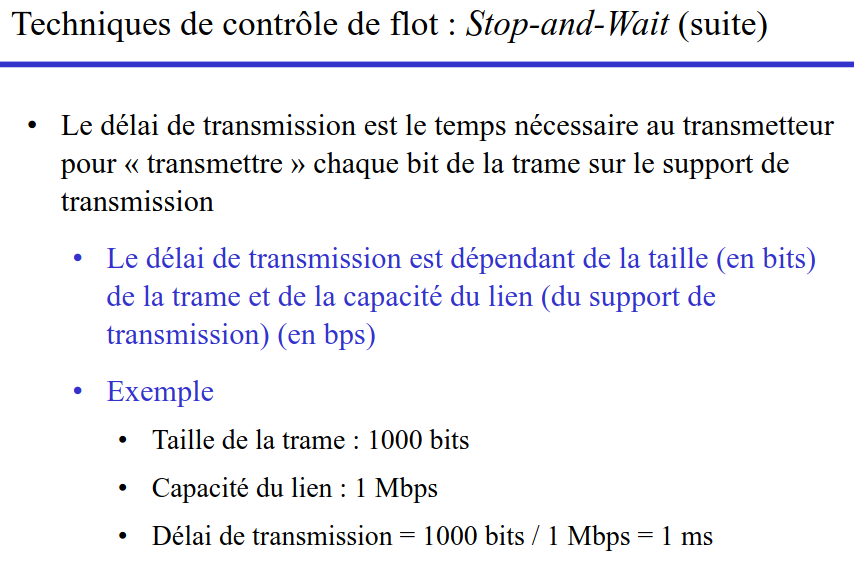 Techniques de contrôle de flot : Stop-and-Wait (suite)
• Le délai de transmission est le temps nécessaire au transmetteur
pour « transmettre » chaque bit de la trame sur le support de
transmission
• Le délai de transmission est dépendant de la taille (en bits)
de la trame et de la capacité du lien (du support de
transmission) (en bps)
• Exemple
• Taille de la trame : 1000 bits
• Capacité du lien : 1 Mbps
• Délai de transmission = 1000 bits / 1 Mbps = 1 ms